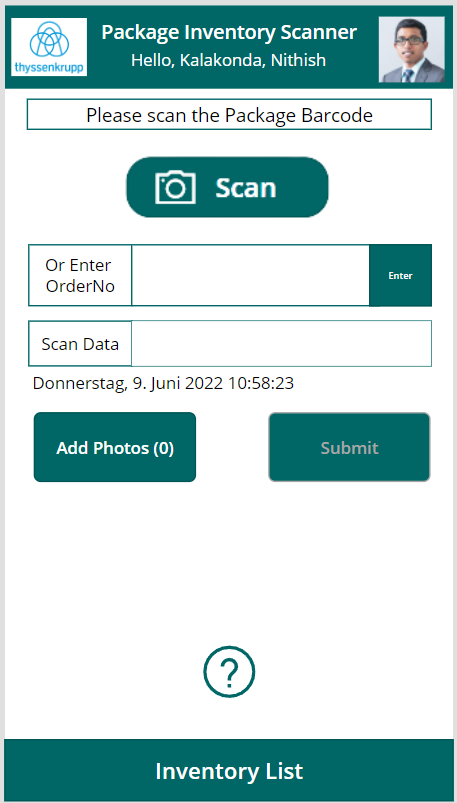 thyssenkrupp
Package Inventory Scanner
Hello, Kalakonda, Nithish
Please scan the Package Barcode
Scan
Or Enter
OrderNo
Enter
Scan Data
Donnerstag, 9. Juni 2022 10:58:23
Add Photos (0)
Submit
?
Inventory List